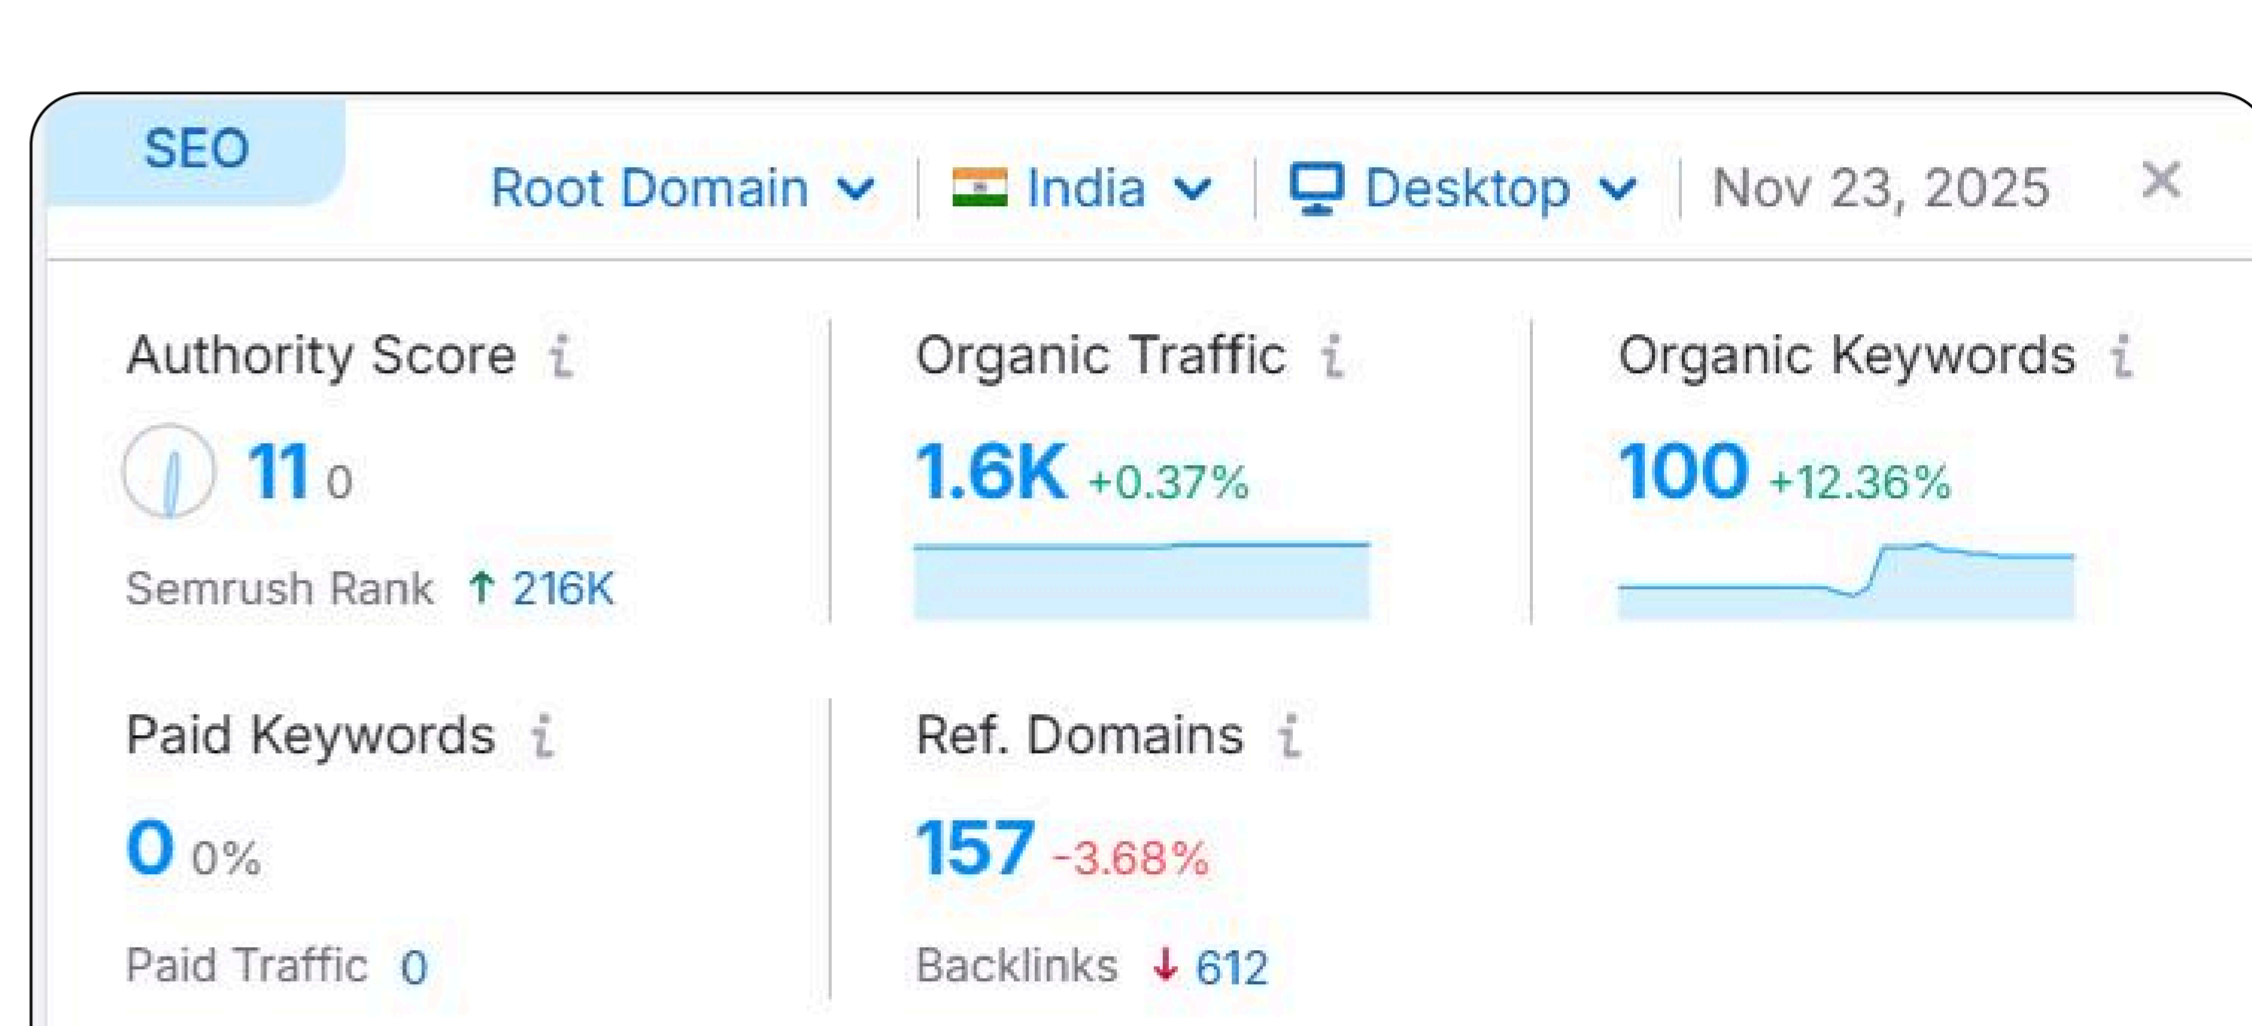 SEO
Root Domain India Desktop Nov 23, 2025
Authority Score i
11 0
Semrush Rank ↑ 216K
Organic Traffic i
1.6K +0.37%
Organic Keywords i
100 +12.36%
Paid Keywords i
0 0%
Paid Traffic 0
Ref. Domains i
157 -3.68%
Backlinks ↓ 612